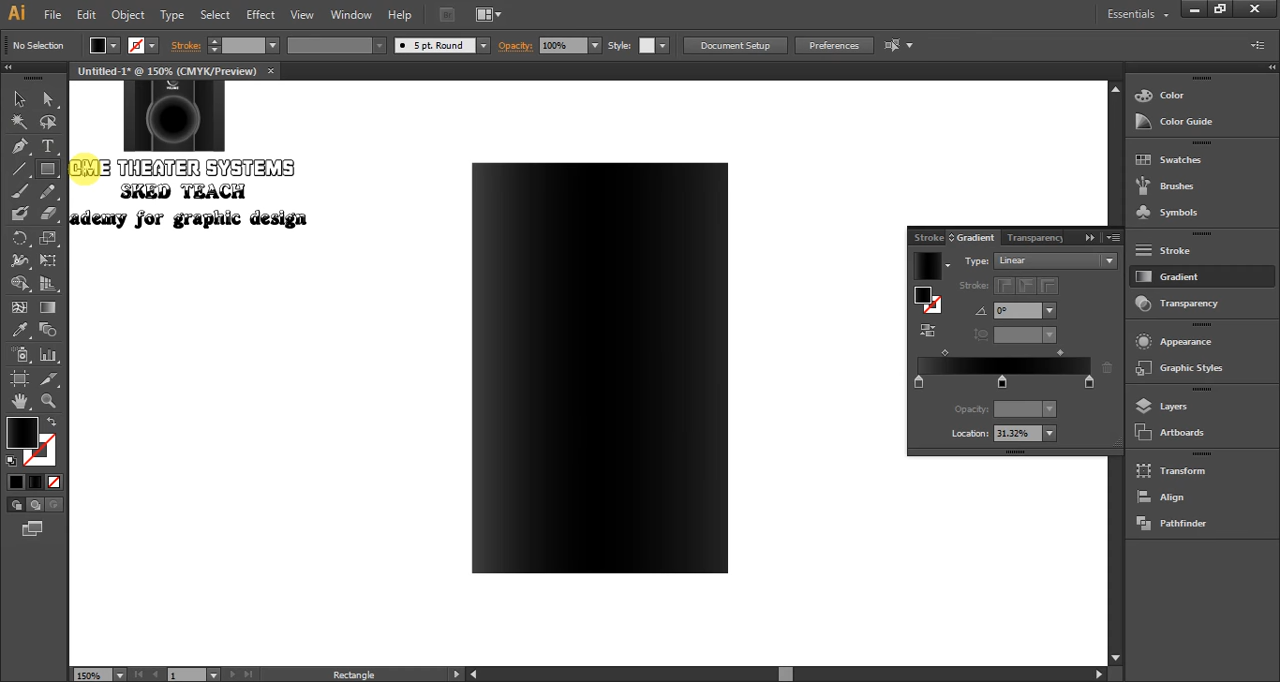 Ai File Edit Object Type Select Effect View Window Help Essentials
No Selection Stroke: 5 pt. Round Opacity: 100% Style: Document Setup Preferences
Untitled-1* @ 150% (CMYK/Preview)
CME THEATER SYSTEMS
SKED TEACH
ademy for graphic design
Stroke Gradient Transparency
Type: Linear
Stroke:
0°
Opacity:
Location: 31.32%
Color
Color Guide
Swatches
Brushes
Symbols
Stroke
Gradient
Transparency
Appearance
Graphic Styles
Layers
Artboards
Transform
Align
Pathfinder
150% 1 Rectangle